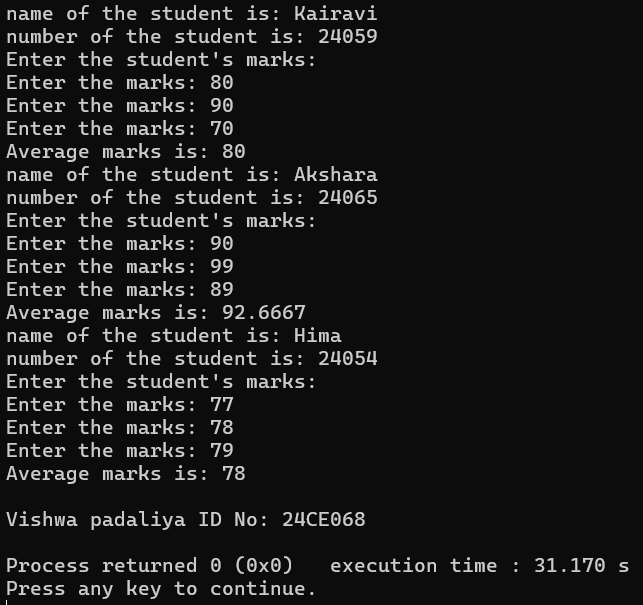 name of the student is: Kairavi
number of the student is: 24059
Enter the student's marks:
Enter the marks: 80
Enter the marks: 90
Enter the marks: 70
Average marks is: 80
name of the student is: Akshara
number of the student is: 24065
Enter the student's marks:
Enter the marks: 90
Enter the marks: 99
Enter the marks: 89
Average marks is: 92.6667
name of the student is: Hima
number of the student is: 24054
Enter the student's marks:
Enter the marks: 77
Enter the marks: 78
Enter the marks: 79
Average marks is: 78
Vishwa padaliya ID No: 24CE068
Process returned 0 (0x0)   execution time : 31.170 s
Press any key to continue.